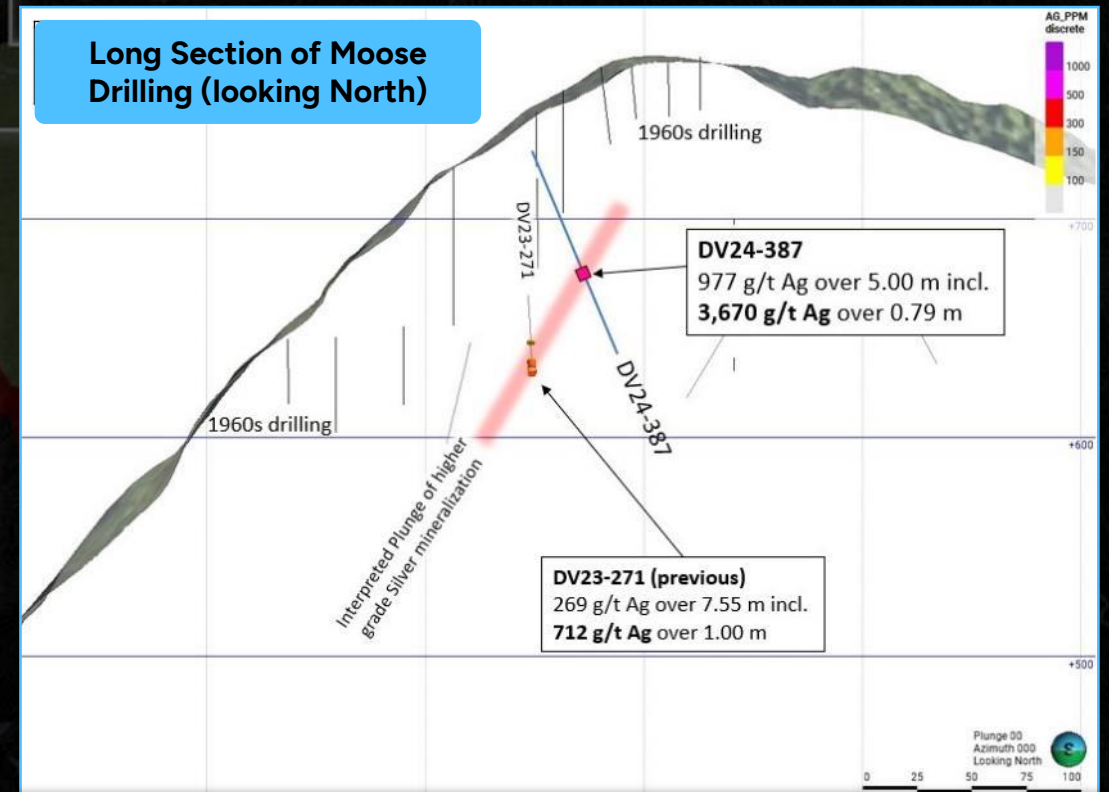 Long Section of Moose
Drilling (looking North)
AG_PPM
discrete
1000
500
300
150
100
1960s drilling
DV23-271
+700
DV24-387
977 g/t Ag over 5.00 m incl.
3,670 g/t Ag over 0.79 m
DV24-387
1960s drilling
+600
Interpreted Plunge of higher
grade Silver mineralization
DV23-271 (previous)
269 g/t Ag over 7.55 m incl.
712 g/t Ag over 1.00 m
+500
Plunge 00
Azimuth 000
Looking North
0 25 50 75 100